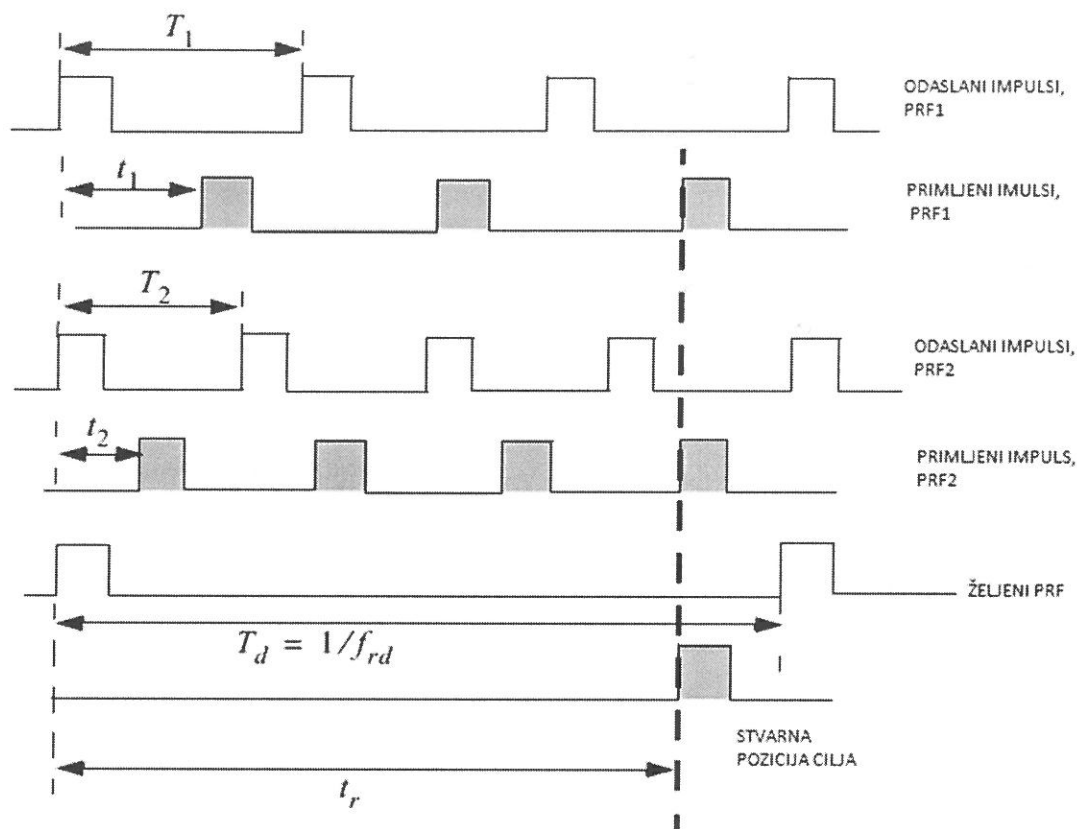 T1
ODASLANI IMPULSI,
PRF1
t1
PRIMLJENI IMULSI,
PRF1
T2
ODASLANI IMPULSI,
PRF2
t2
PRIMLJENI IMPULS,
PRF2
ŽELJENI PRF
Td = 1/frd
STVARNA
POZICIJA CILJA
tr